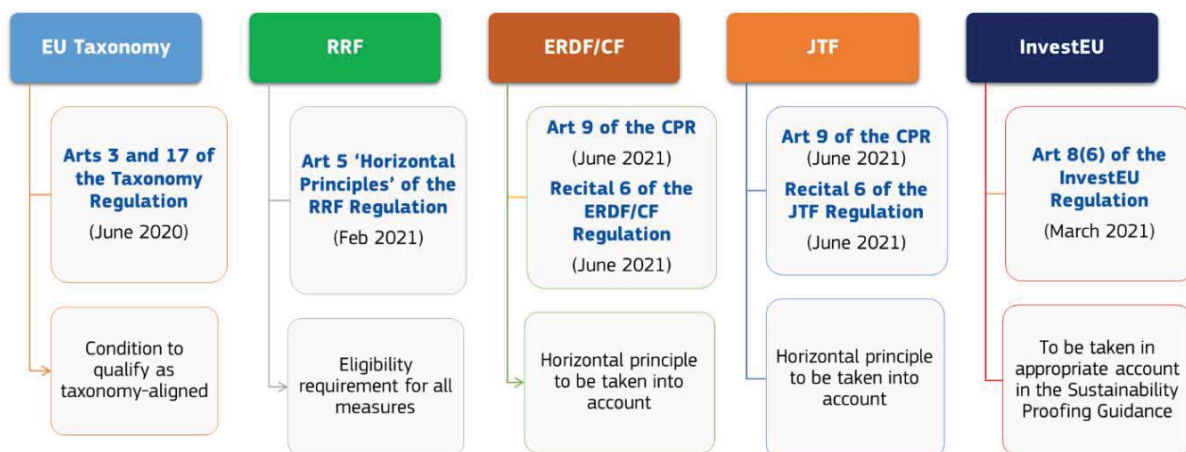 EU Taxonomy
Arts 3 and 17 of
the Taxonomy
Regulation
(June 2020)
Condition to
qualify as
taxonomy-aligned
RRF
Art 5 ‘Horizontal
Principles’ of the
RRF Regulation
(Feb 2021)
Eligibility
requirement for all
measures
ERDF/CF
Art 9 of the CPR
(June 2021)
Recital 6 of the
ERDF/CF
Regulation
(June 2021)
Horizontal principle
to be taken into
account
JTF
Art 9 of the CPR
(June 2021)
Recital 6 of the
JTF Regulation
(June 2021)
Horizontal principle
to be taken into
account
InvestEU
Art 8(6) of the
InvestEU
Regulation
(March 2021)
To be taken in
appropriate account
in the Sustainability
Proofing Guidance